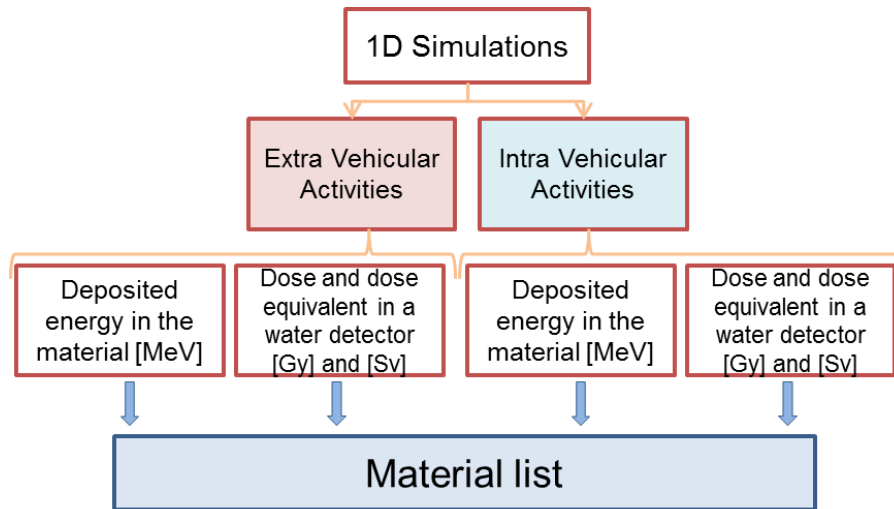 1D Simulations
Extra Vehicular
Activities
Intra Vehicular
Activities
Deposited
energy in the
material [MeV]
Dose and dose
equivalent in a
water detector
[Gy] and [Sv]
Deposited
energy in the
material [MeV]
Dose and dose
equivalent in a
water detector
[Gy] and [Sv]
Material list